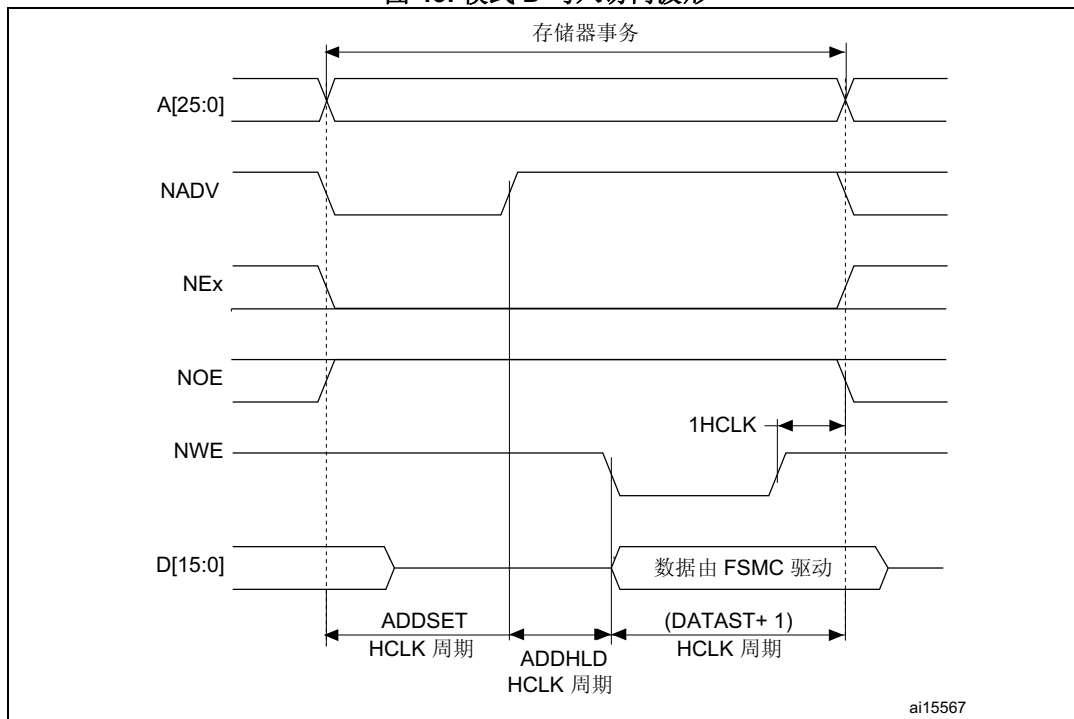 存储器事务
A[25:0]
NADV
NEx
NOE
1HCLK
NWE
D[15:0]
数据由 FSMC 驱动
ADDSET
HCLK 周期
ADDHLD
HCLK 周期
(DATAST+ 1)
HCLK 周期
ai15567